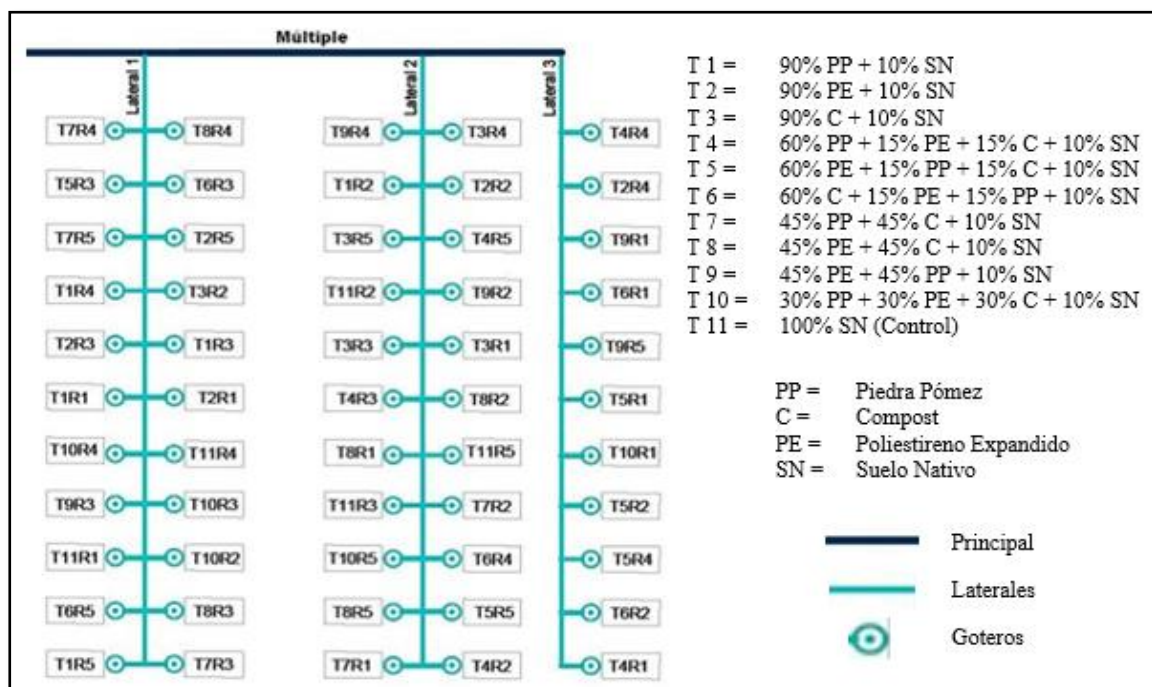 Múltiple
Lateral 1
Lateral 2
Lateral 3
T7R4 T8R4 T9R4 T3R4 T4R4
T5R3 T6R3 T1R2 T2R2 T2R4
T7R5 T2R5 T3R5 T4R5 T9R1
T1R4 T3R2 T11R2 T9R2 T6R1
T2R3 T1R3 T3R3 T3R1 T9R5
T1R1 T2R1 T4R3 T8R2 T5R1
T10R4 T11R4 T8R1 T11R5 T10R1
T9R3 T10R3 T11R3 T7R2 T5R2
T11R1 T10R2 T10R5 T6R4 T5R4
T6R5 T8R3 T8R5 T5R5 T6R2
T1R5 T7R3 T7R1 T4R2 T4R1
T 1 = 90% PP + 10% SN
T 2 = 90% PE + 10% SN
T 3 = 90% C + 10% SN
T 4 = 60% PP + 15% PE + 15% C + 10% SN
T 5 = 60% PE + 15% PP + 15% C + 10% SN
T 6 = 60% C + 15% PE + 15% PP + 10% SN
T 7 = 45% PP + 45% C + 10% SN
T 8 = 45% PE + 45% C + 10% SN
T 9 = 45% PE + 45% PP + 10% SN
T 10 = 30% PP + 30% PE + 30% C + 10% SN
T 11 = 100% SN (Control)
PP = Piedra Pómez
C = Compost
PE = Poliestireno Expandido
SN = Suelo Nativo
Principal
Laterales
Goteros